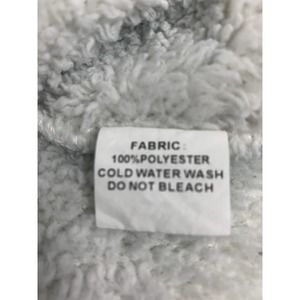 FABRIC:
100%POLYESTER
COLD WATER WASH
DO NOT BLEACH